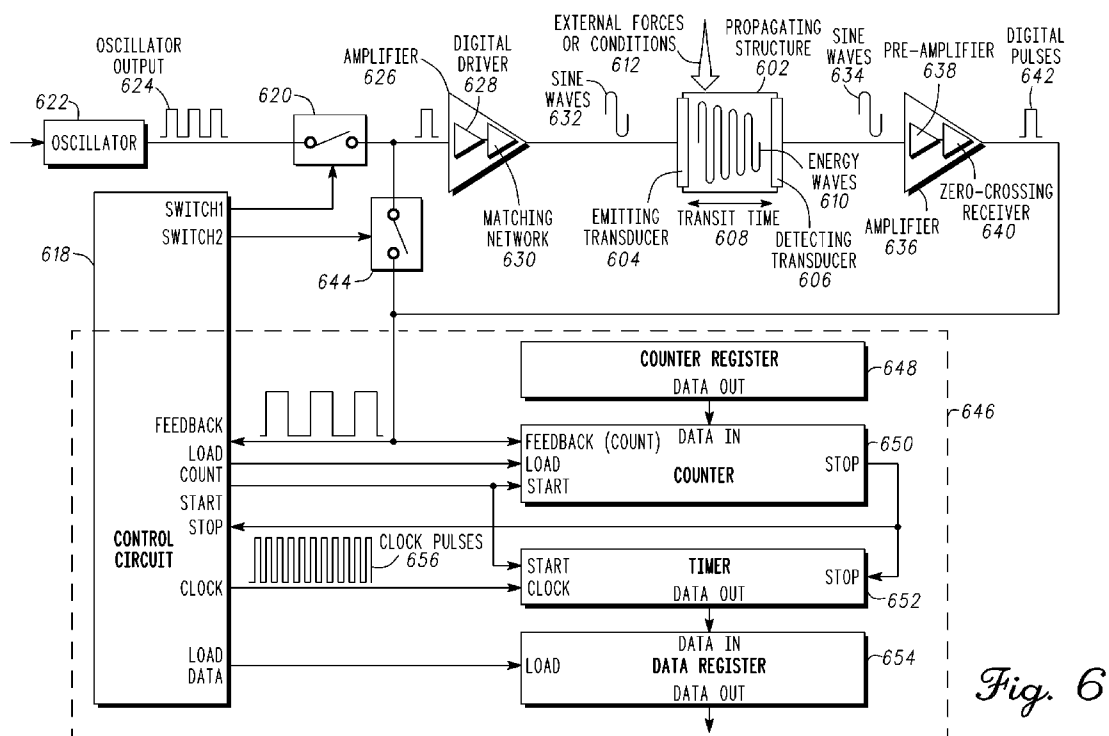 OSCILLATOR
OUTPUT
624
622
OSCILLATOR
620
AMPLIFIER
626
DIGITAL
DRIVER
628
MATCHING
NETWORK
630
SINE
WAVES
632
EXTERNAL FORCES
OR CONDITIONS
612
PROPAGATING
STRUCTURE
602
ENERGY
WAVES
610
EMITTING
TRANSDUCER
604
TRANSIT TIME
608
DETECTING
TRANSDUCER
606
SINE
WAVES
634
PRE-AMPLIFIER
638
DIGITAL
PULSES
642
AMPLIFIER
636
ZERO-CROSSING
RECEIVER
640
618
SWITCH1
SWITCH2
644
646
COUNTER REGISTER
DATA OUT
648
FEEDBACK
LOAD
COUNT
START
STOP
CONTROL
CIRCUIT
CLOCK
LOAD
DATA
DATA IN
FEEDBACK (COUNT)
LOAD
START
COUNTER
STOP
650
CLOCK PULSES
656
START
CLOCK
TIMER
DATA OUT
STOP
652
DATA IN
LOAD
DATA REGISTER
DATA OUT
654
Fig. 6